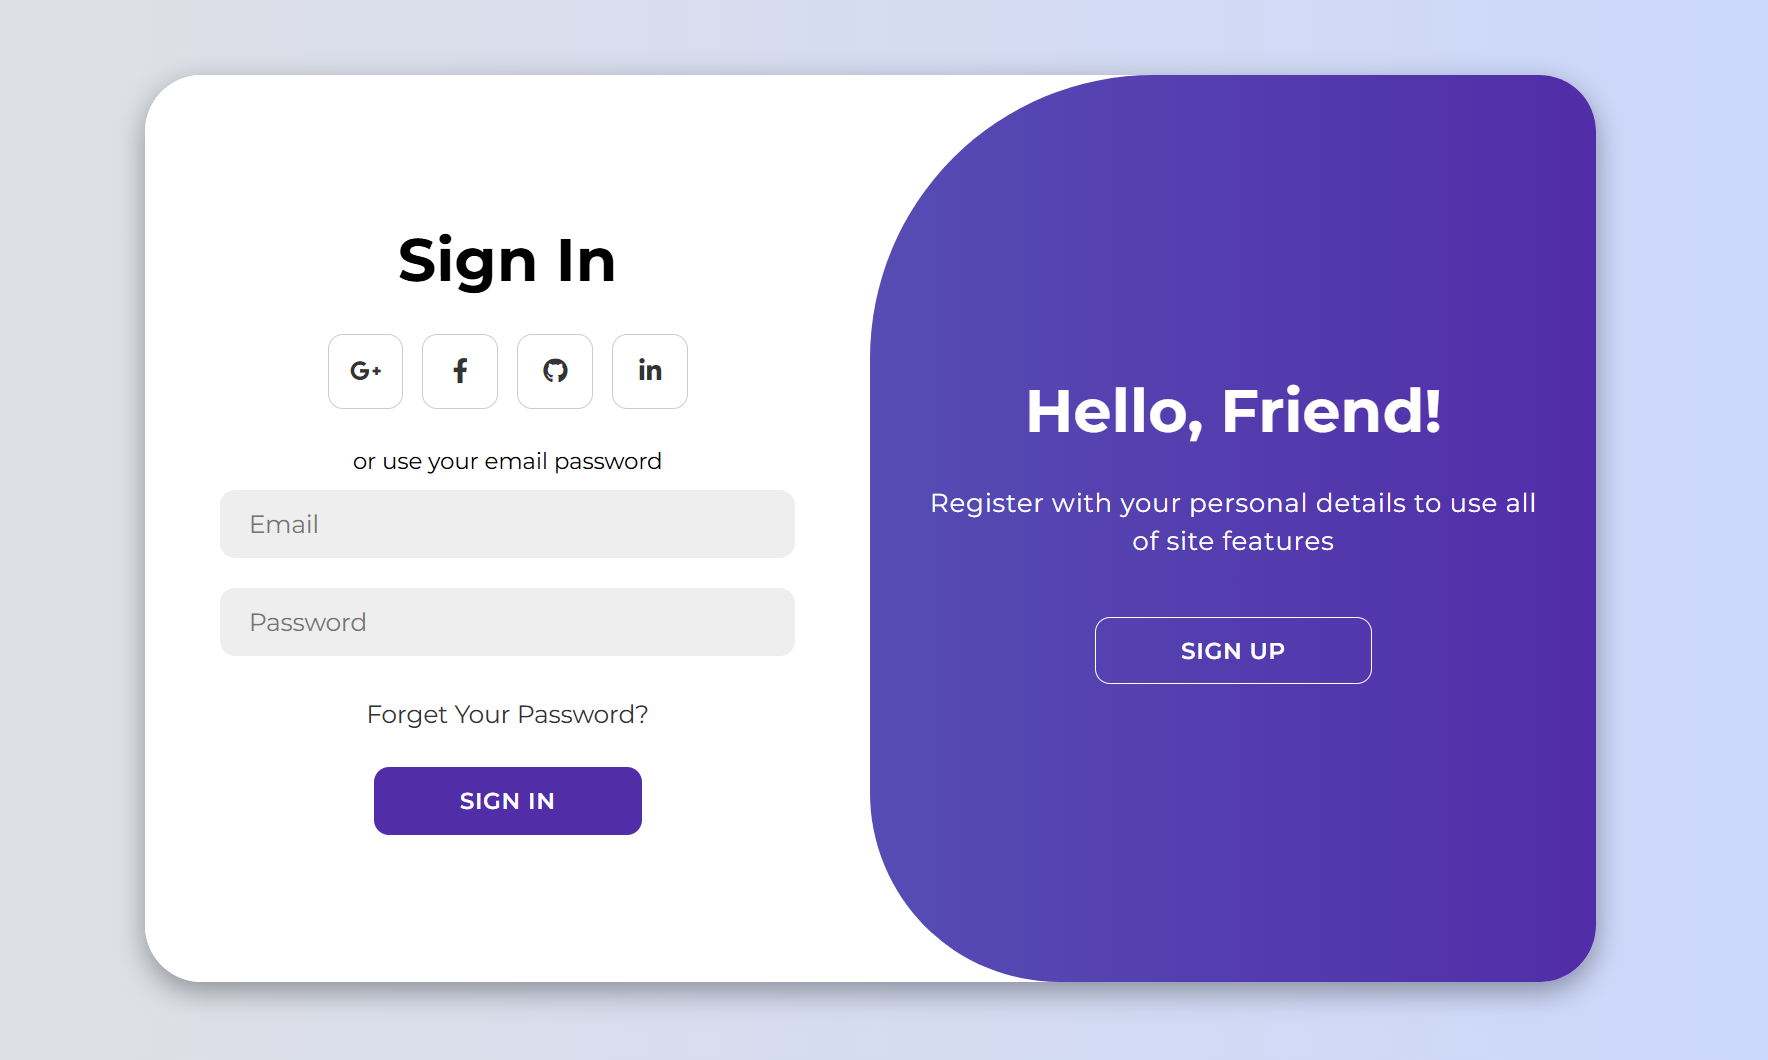 Sign In
G+
f
in
or use your email password
Email
Password
Forget Your Password?
SIGN IN
Hello, Friend!
Register with your personal details to use all
of site features
SIGN UP